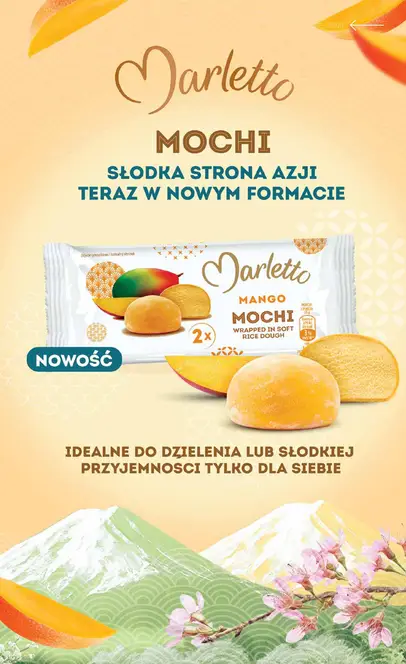 Marletto
MOCHI
SŁODKA STRONA AZJI
TERAZ W NOWYM FORMACIE
Marletto
MANGO
MOCHI
WRAPPED IN SOFT
RICE DOUGH
2x
NOWOŚĆ
IDEALNE DO DZIELENIA LUB SŁODKIEJ
PRZYJEMNOSCI TYLKO DLA SIEBIE